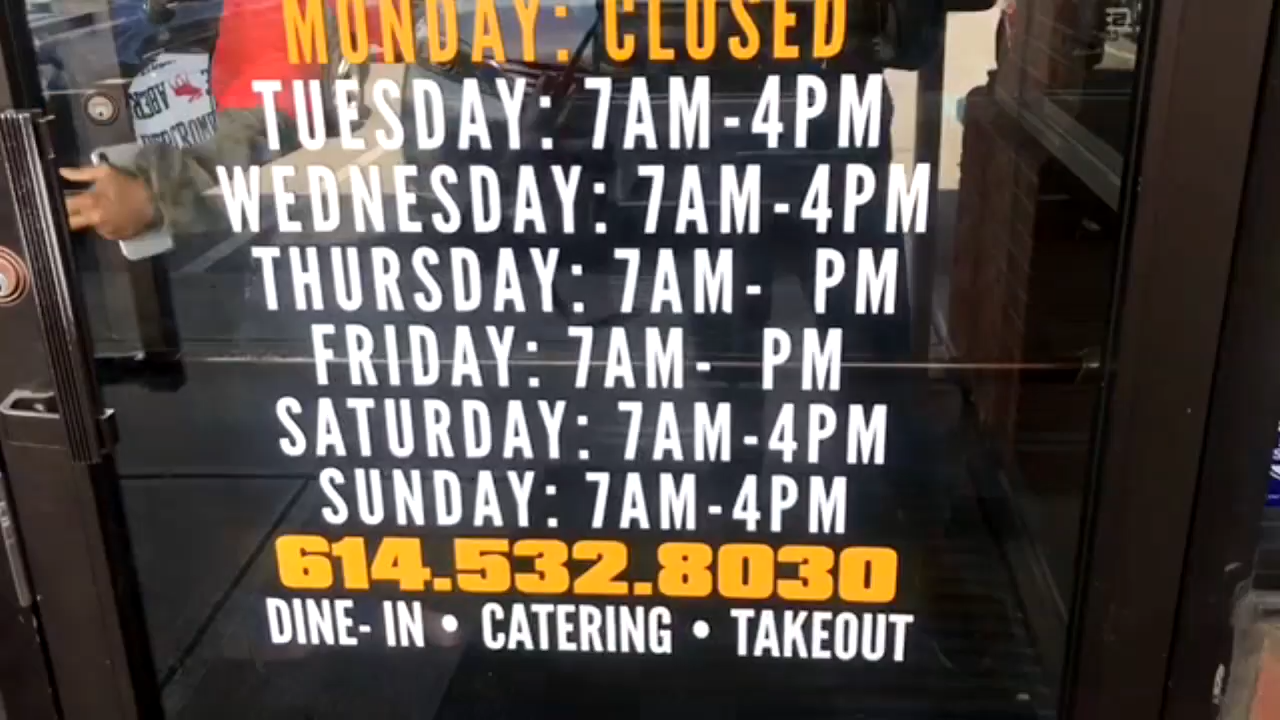 MONDAY: CLOSED
TUESDAY: 7AM-4PM
WEDNESDAY: 7AM-4PM
THURSDAY: 7AM- PM
FRIDAY: 7AM- PM
SATURDAY: 7AM-4PM
SUNDAY: 7AM-4PM
614.532.8030
DINE-IN • CATERING • TAKEOUT